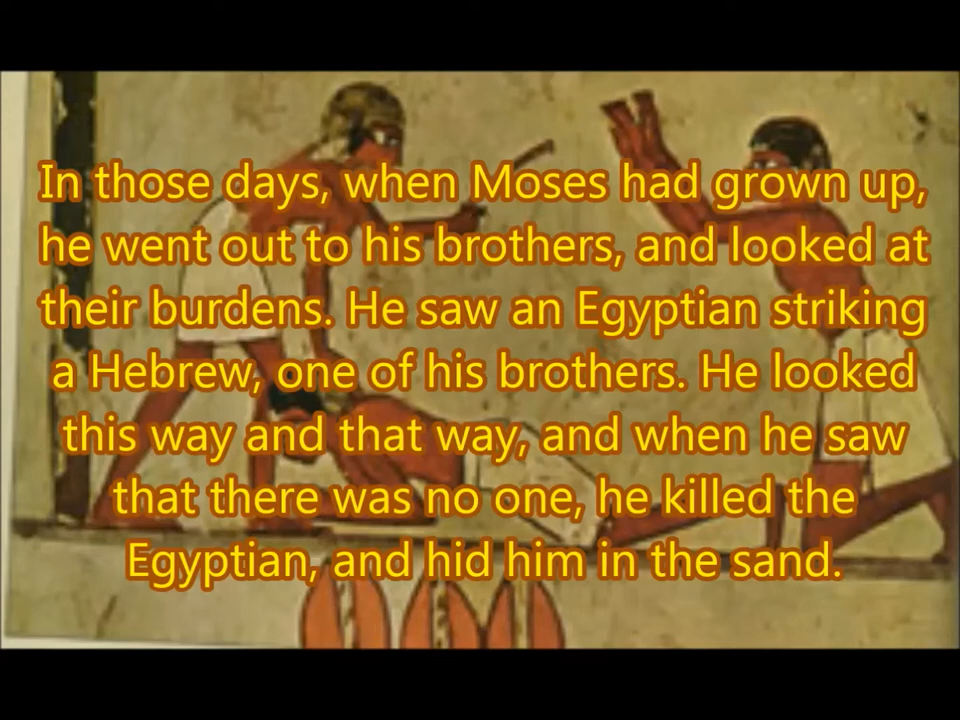 In those days, when Moses had grown up,
he went out to his brothers, and looked at
their burdens. He saw an Egyptian striking
a Hebrew, one of his brothers. He looked
this way and that way, and when he saw
that there was no one, he killed the
Egyptian, and hid him in the sand.